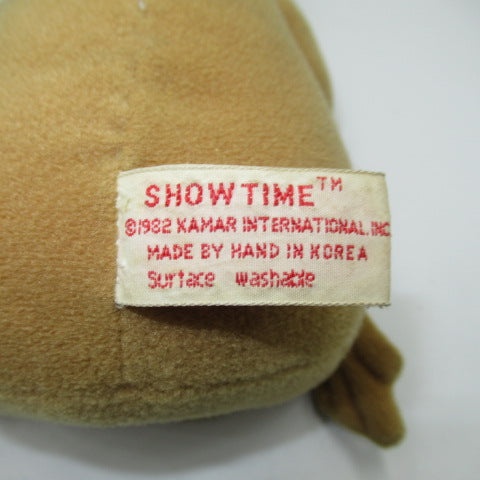 SHOWTIME™
©1982 KAMAR INTERNATIONAL, INC
MADE BY HAND IN KOREA
Surface washable